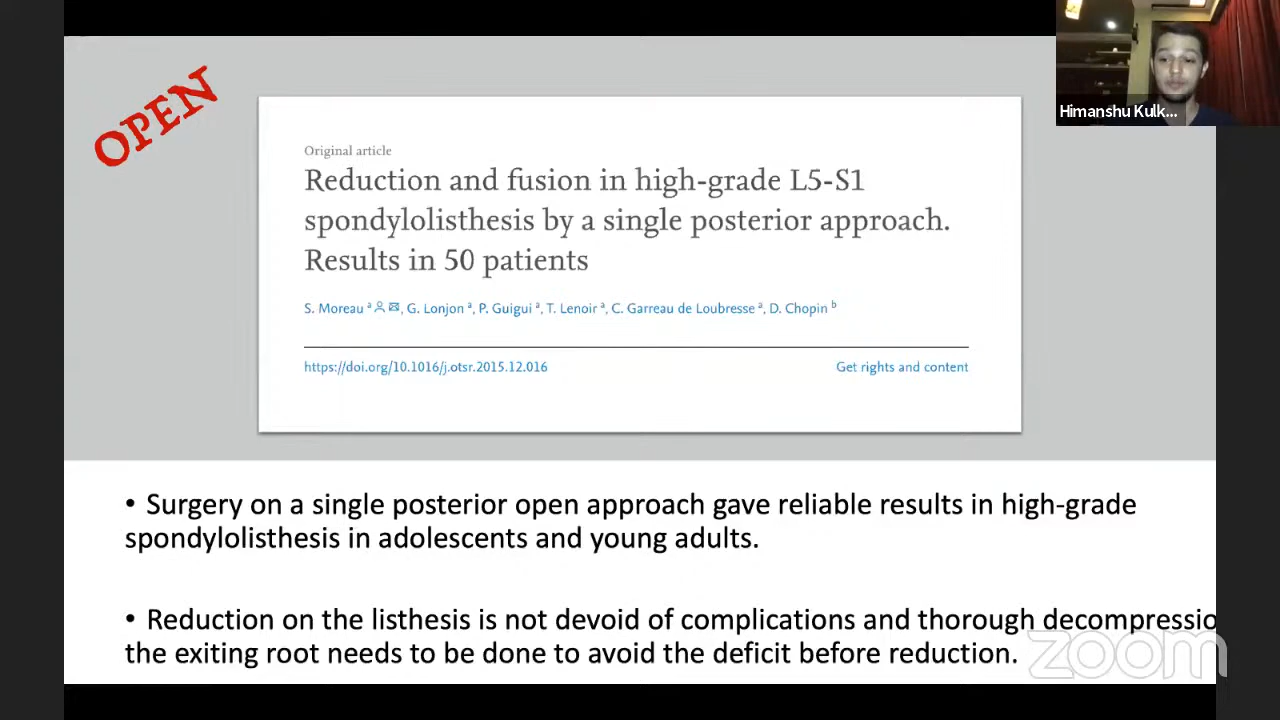 OPEN
Himanshu Kulk...
Original article
Reduction and fusion in high-grade L5-S1
spondylolisthesis by a single posterior approach.
Results in 50 patients
S. Moreau a, G. Lonjon a, P. Guigui a, T. Lenoir a, C. Garreau de Loubresse a, D. Chopin b
https://doi.org/10.1016/j.otsr.2015.12.016
Get rights and content
• Surgery on a single posterior open approach gave reliable results in high-grade
spondylolisthesis in adolescents and young adults.
• Reduction on the listhesis is not devoid of complications and thorough decompressio
the exiting root needs to be done to avoid the deficit before reduction.
zoom